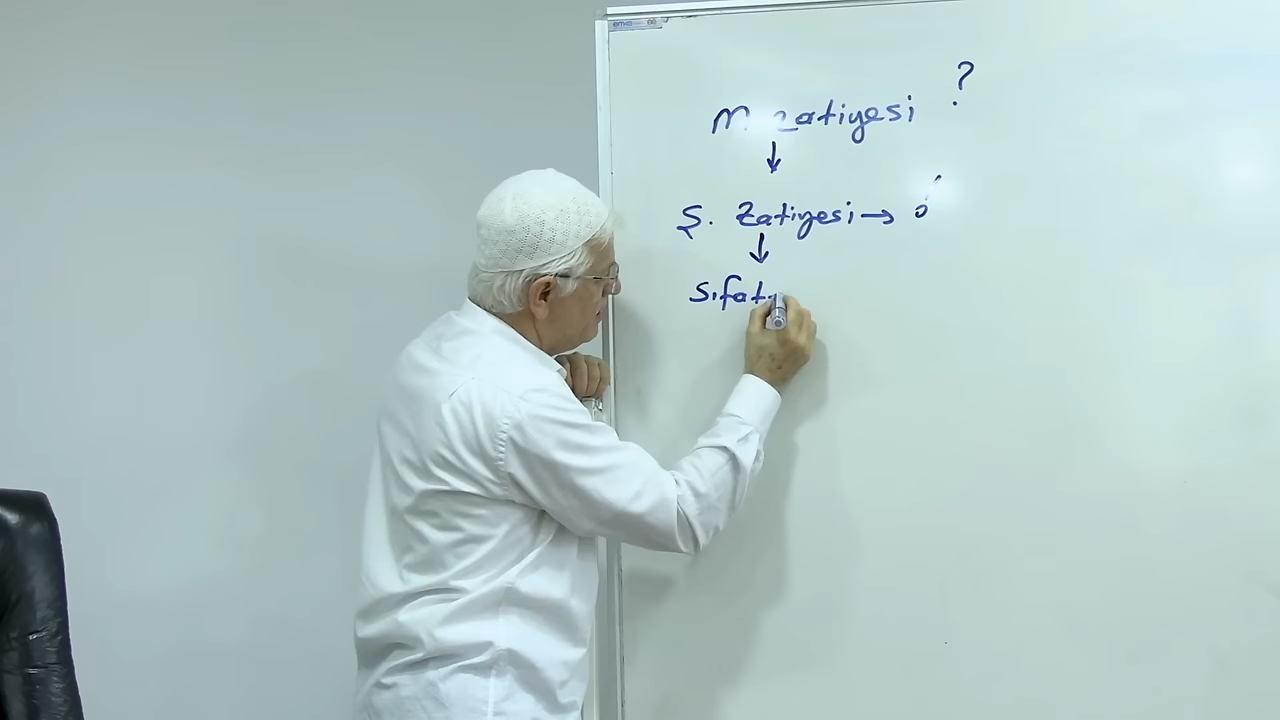 ?
M. zatiyesi
Ş. Zatiyesi →
Sıfat